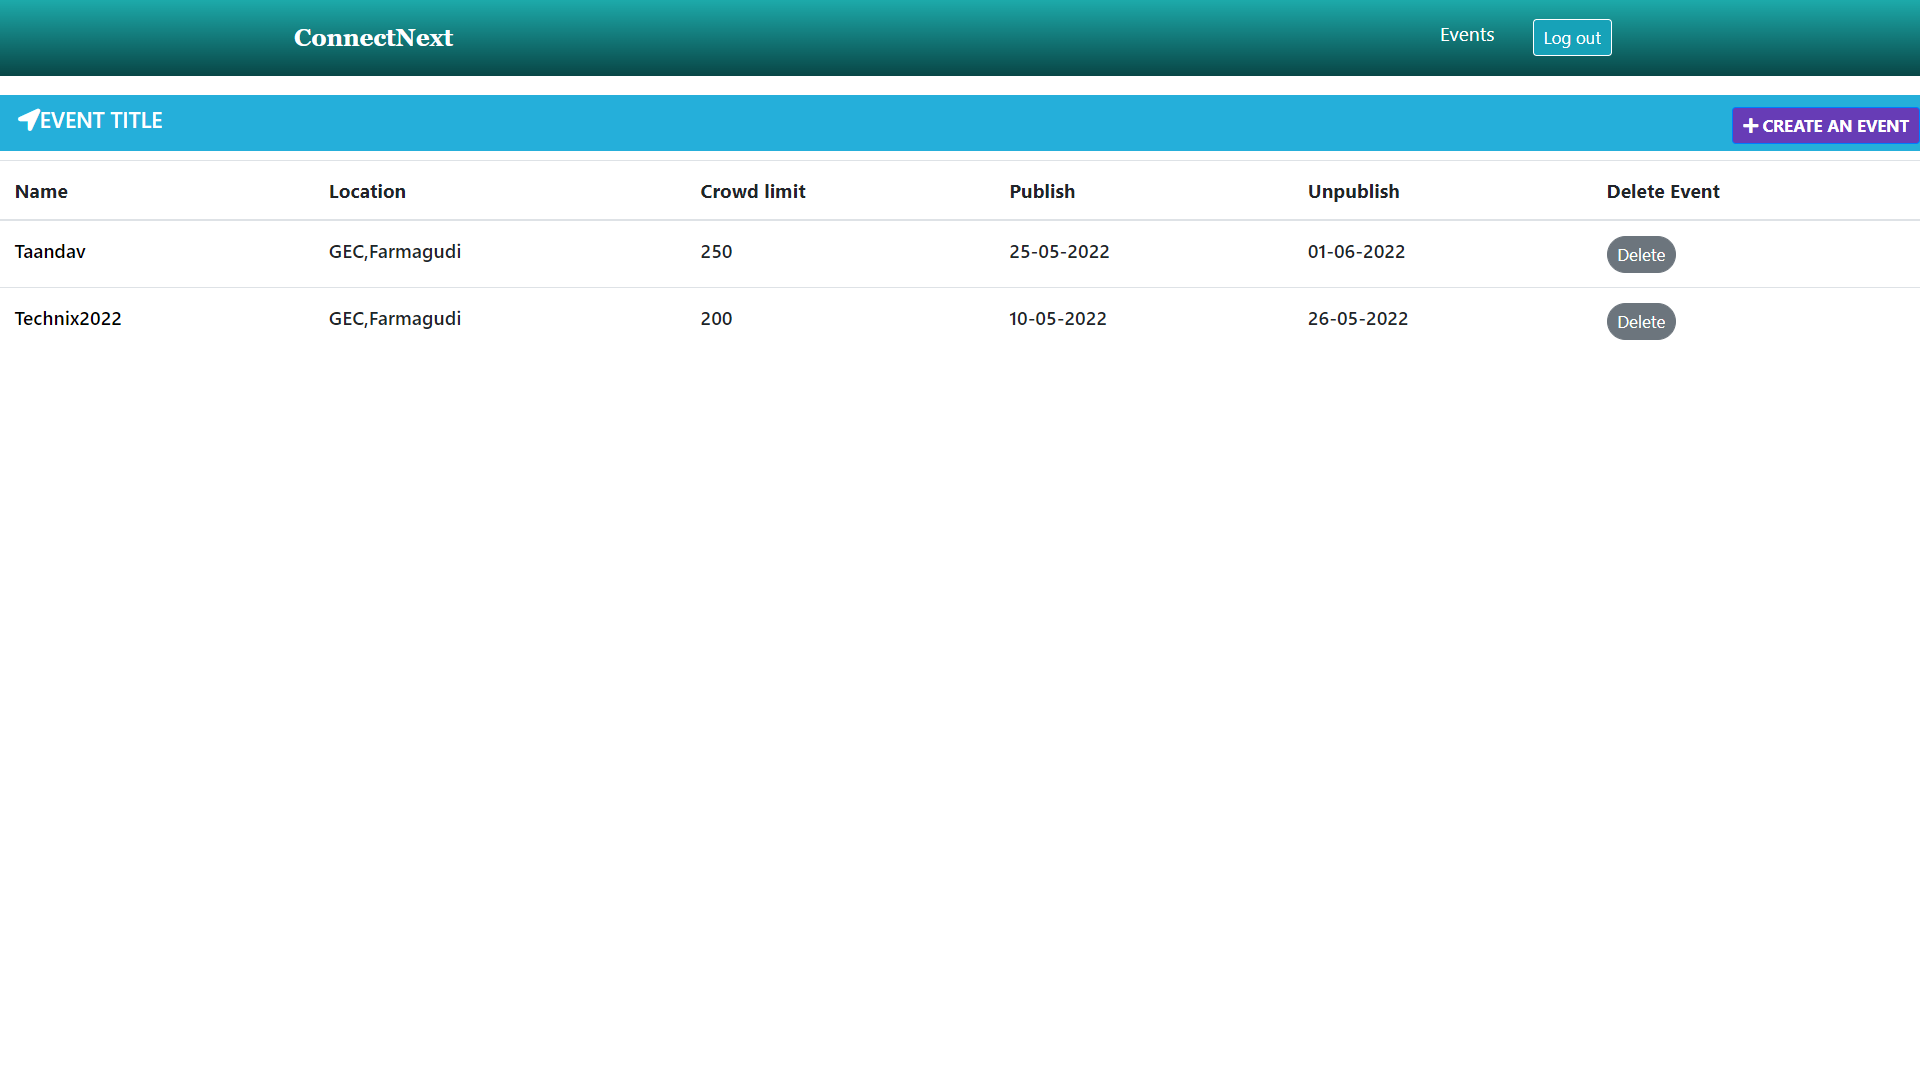 ConnectNext Events Log out
EVENT TITLE CREATE AN EVENT
Name Location Crowd limit Publish Unpublish Delete Event
Taandav GEC,Farmagudi 250 25-05-2022 01-06-2022 Delete
Technix2022 GEC,Farmagudi 200 10-05-2022 26-05-2022 Delete